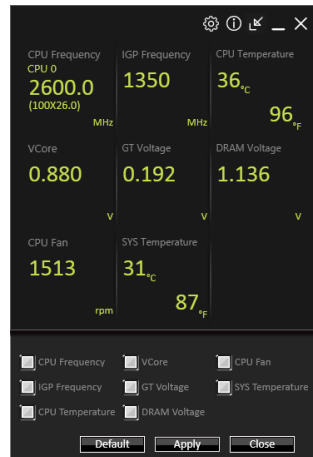 CPU Frequency
CPU 0
2600.0
(100X26.0)
MHz
IGP Frequency
1350
MHz
CPU Temperature
36°C
96°F
VCore
0.880
V
GT Voltage
0.192
V
DRAM Voltage
1.136
V
CPU Fan
1513
rpm
SYS Temperature
31°C
87°F
CPU Frequency VCore CPU Fan
IGP Frequency GT Voltage SYS Temperature
CPU Temperature DRAM Voltage
Default Apply Close